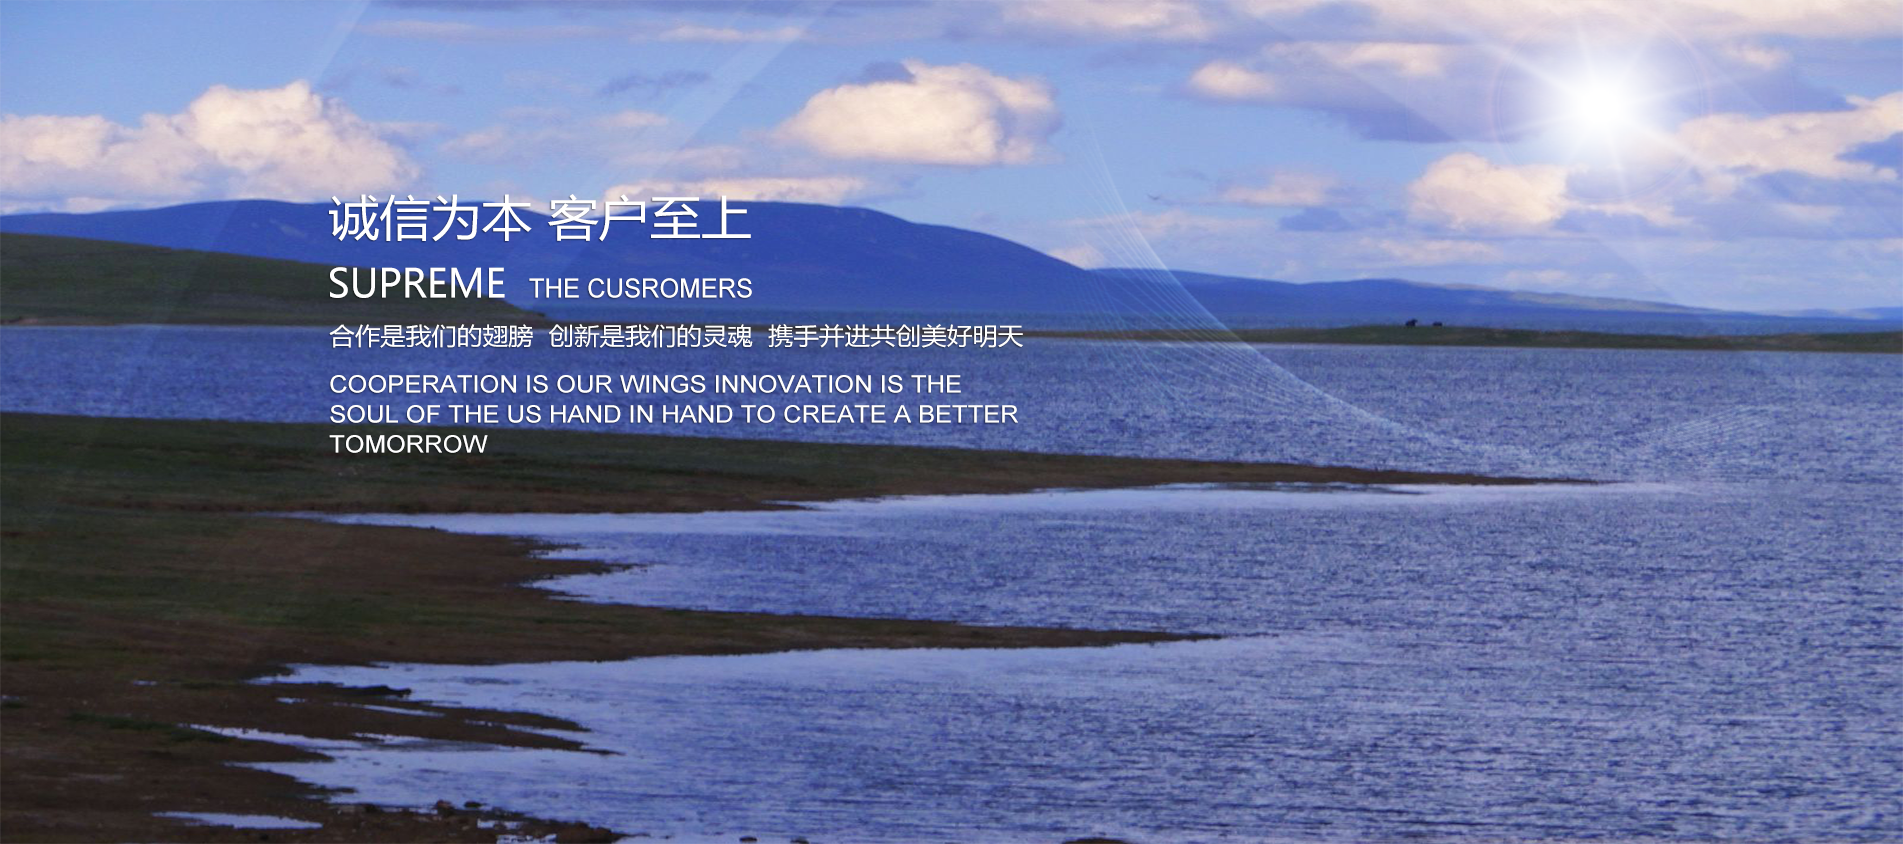 诚信为本 客户至上
SUPREME THE CUSROMERS
合作是我们的翅膀 创新是我们的灵魂 携手并进共创美好明天
COOPERATION IS OUR WINGS INNOVATION IS THE
SOUL OF THE US HAND IN HAND TO CREATE A BETTER
TOMORROW